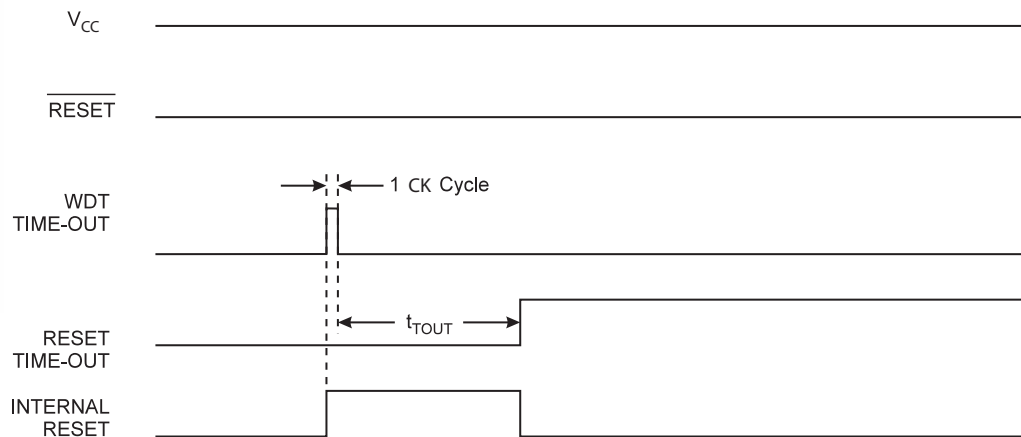 VCC
RESET
1 CK Cycle
WDT
TIME-OUT
tTOUT
RESET
TIME-OUT
INTERNAL
RESET